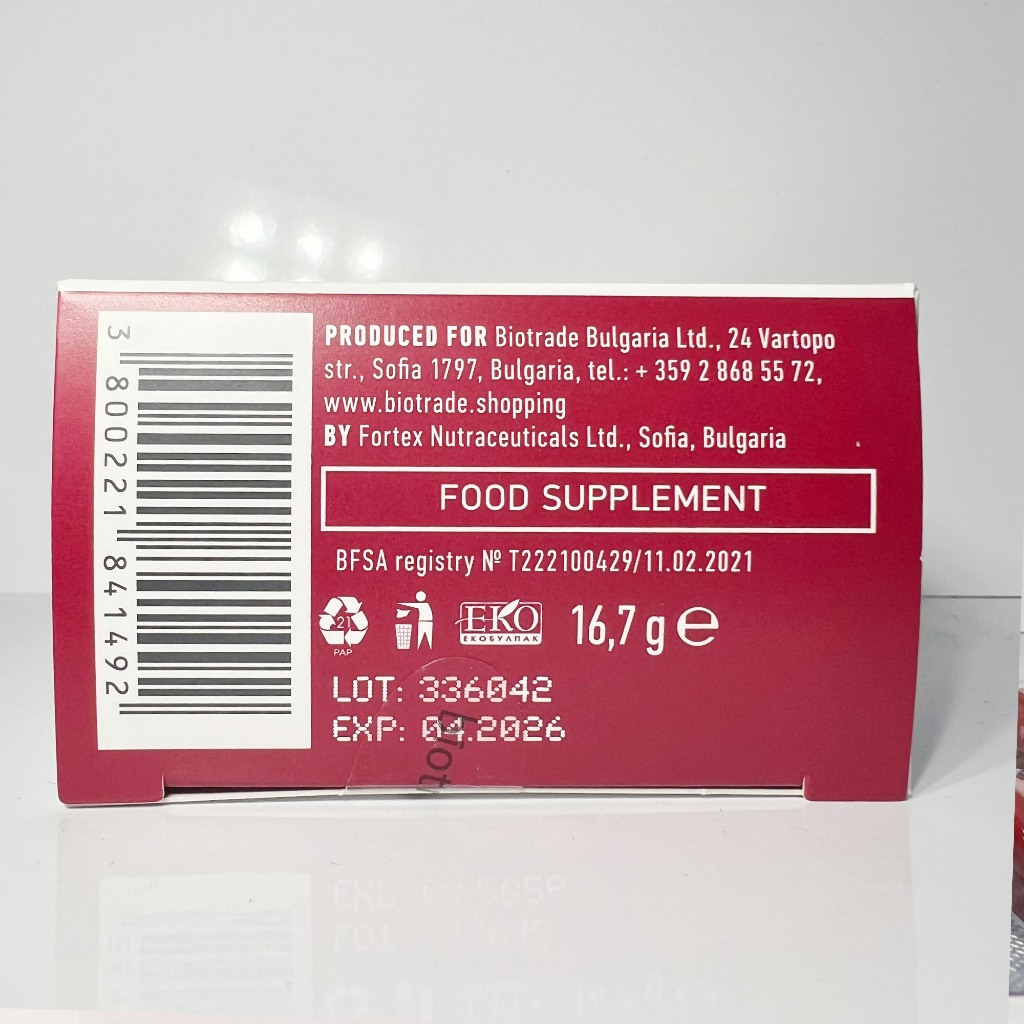 PRODUCED FOR Biotrade Bulgaria Ltd., 24 Vartopo
str., Sofia 1797, Bulgaria, tel.: + 359 2 868 55 72,
www.biotrade.shopping
BY Fortex Nutraceuticals Ltd., Sofia, Bulgaria
FOOD SUPPLEMENT
BFSA registry № T222100429/11.02.2021
21
PAP
EKO
ЕКОБУЛПАК
16,7 g ℮
LOT: 336042
EXP: 04.2026
biot
3 800221 841492